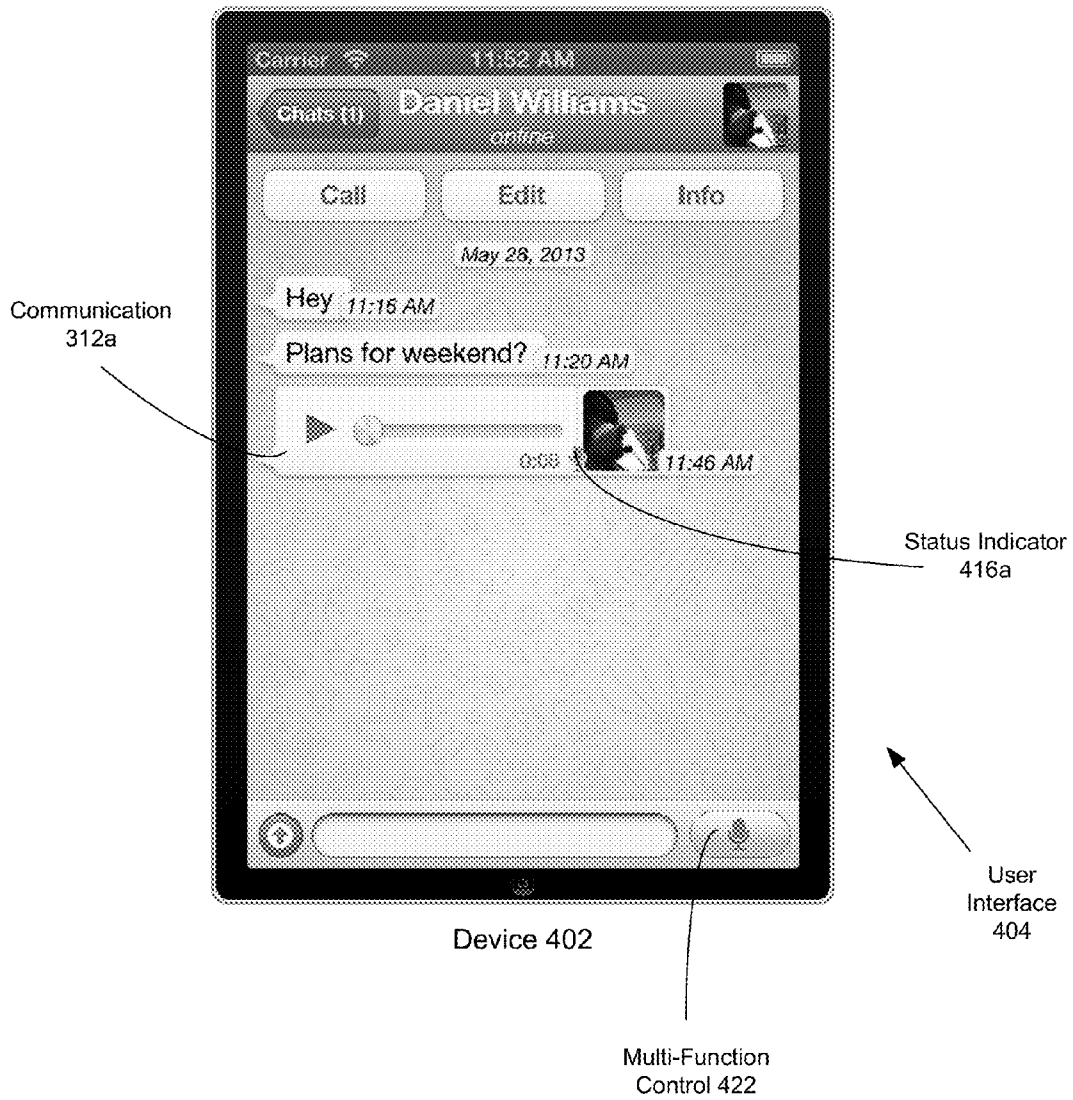 Carrier 11:52 AM
Chats (1) Daniel Williams
online
Call Edit Info
May 28, 2013
Hey 11:16 AM
Plans for weekend? 11:20 AM
0:08 11:46 AM
Communication
312a
Status Indicator
416a
User
Interface
404
Device 402
Multi-Function
Control 422